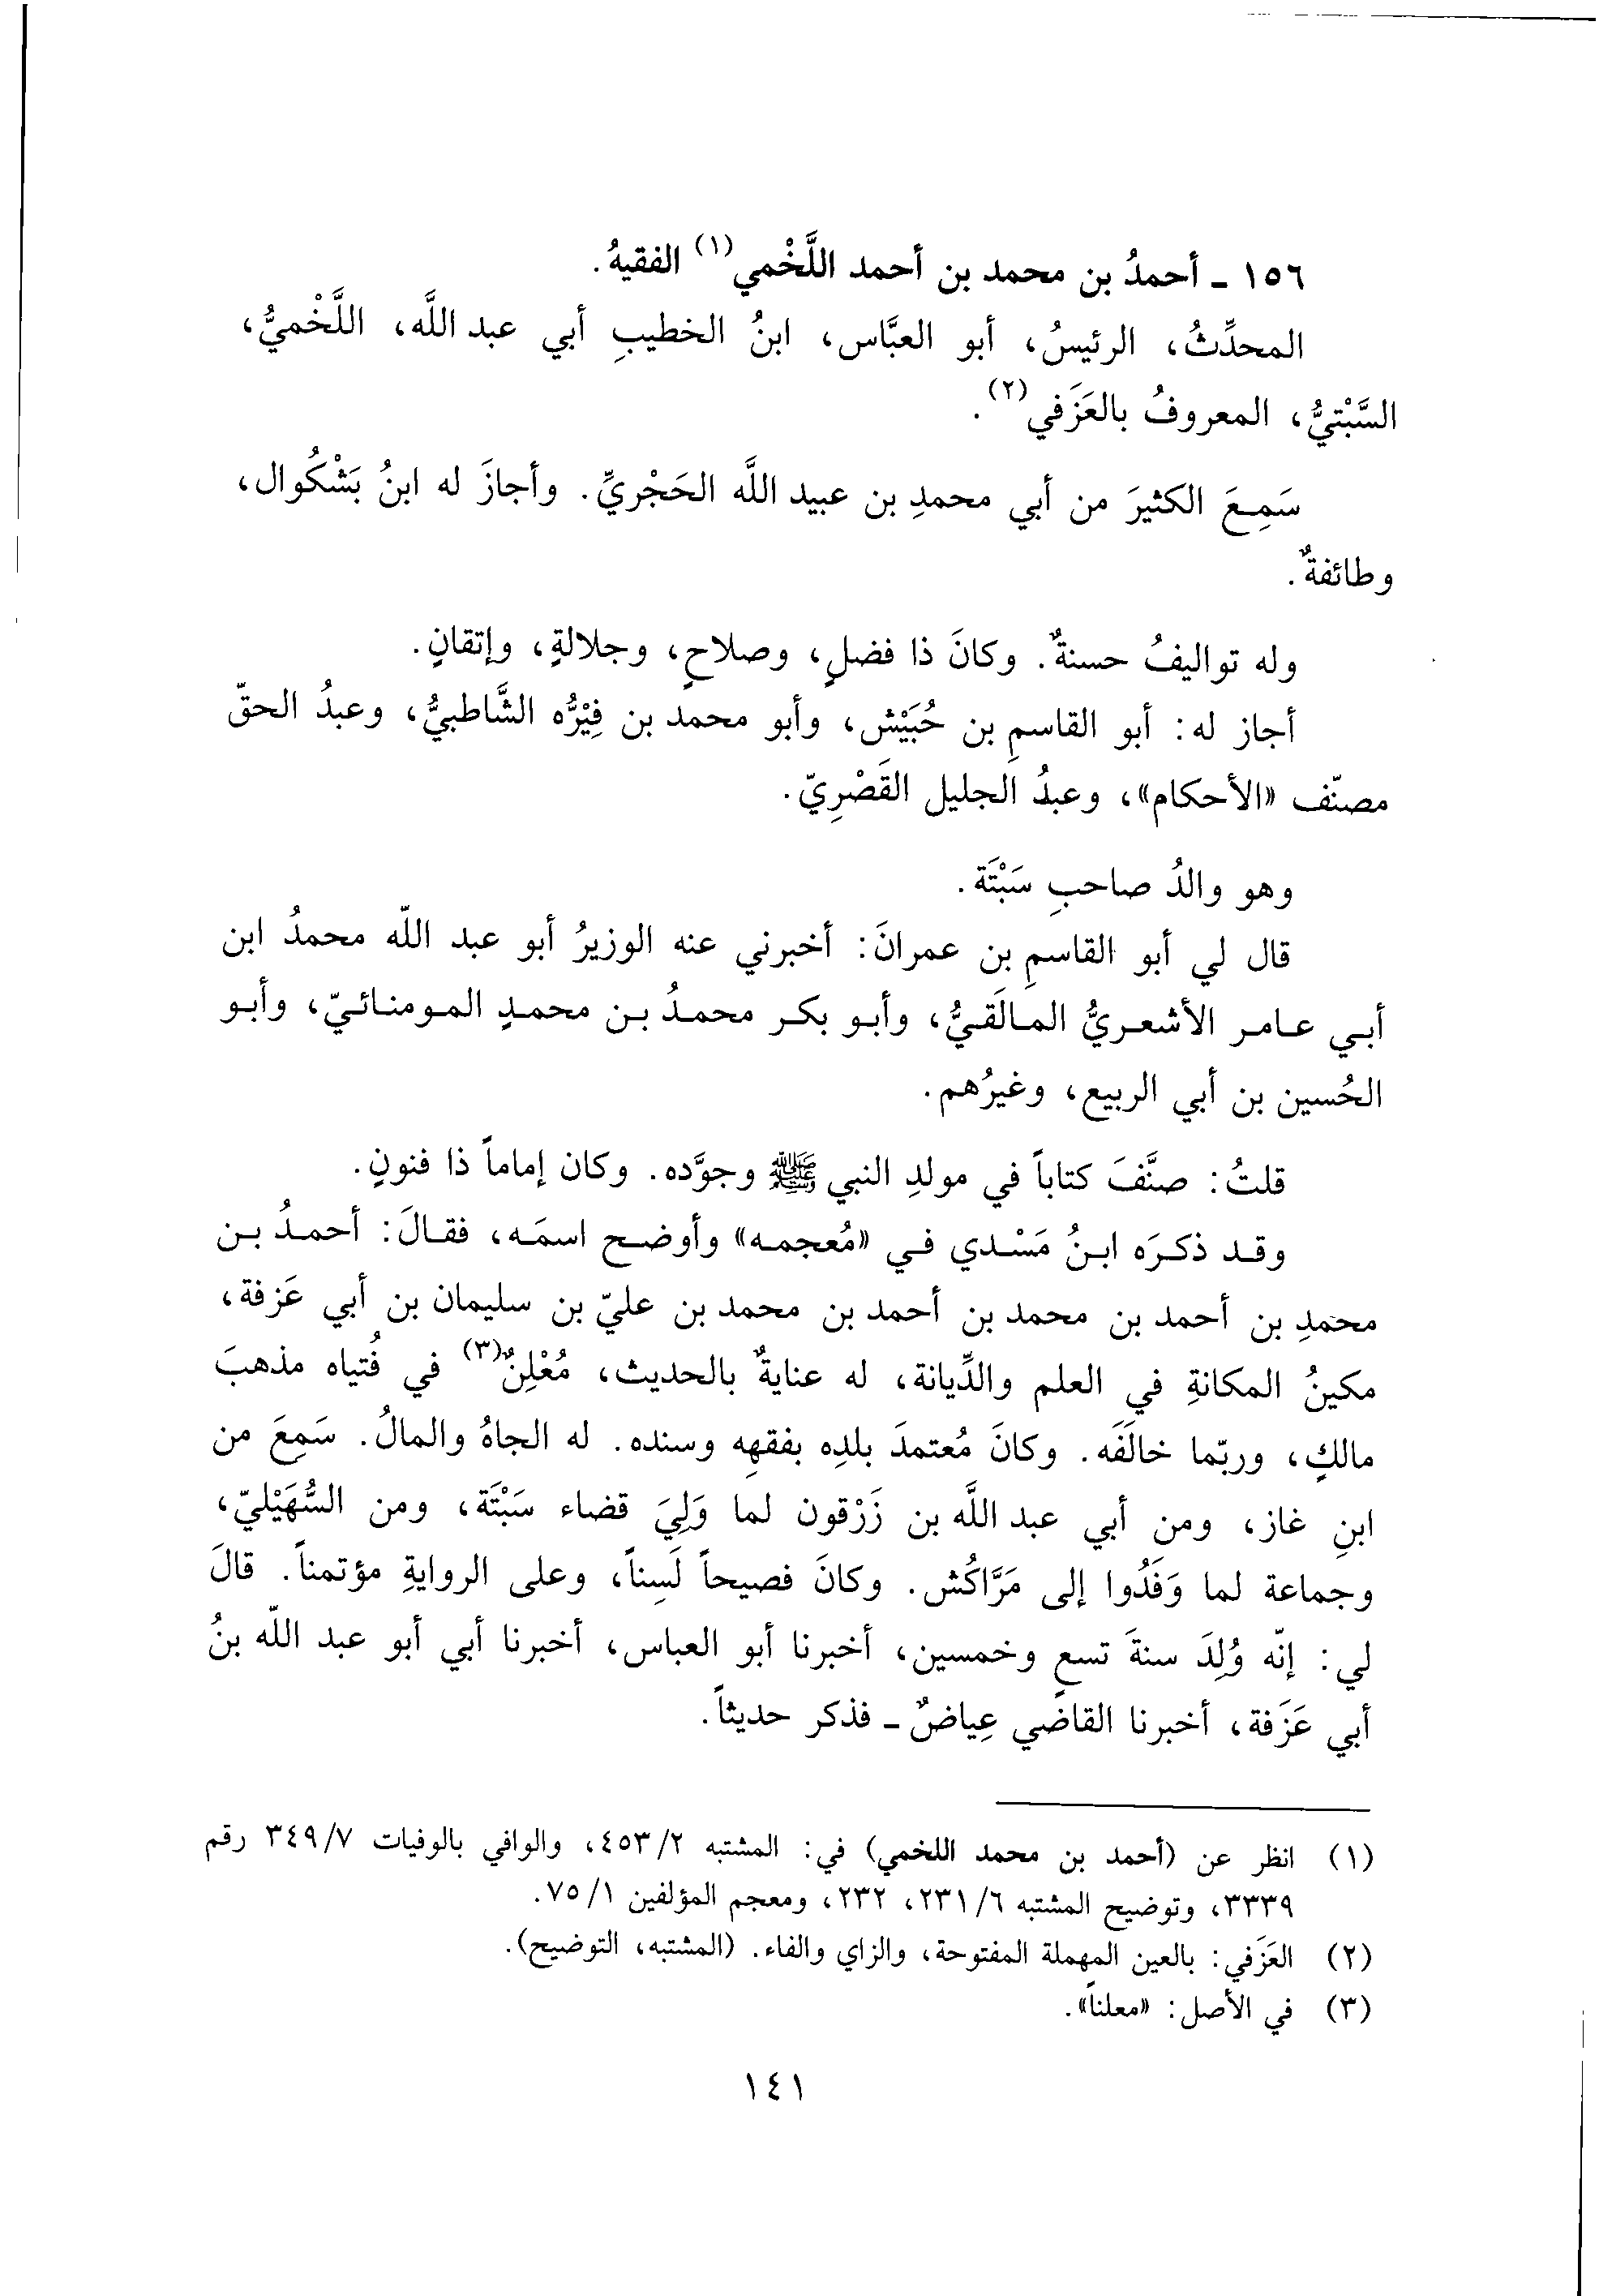 ١٥٦ ـ أحمدُ بن محمد بن أحمد اللَّخْمي(١) الفقيهُ.
المحدِّثُ، الرئيسُ، أبو العبَّاس، ابنُ الخطيبِ أبي عبد اللَّه، اللَّخْميُّ،
السَّبْتيُّ، المعروفُ بالعَزَفي(٢).
سَمِعَ الكثيرَ من أبي محمدِ بن عبيد اللَّه الحَجْريِّ. وأجازَ له ابنُ بَشْكُوال،
وطائفةٌ.
وله تواليفُ حسنةٌ. وكانَ ذا فضلٍ، وصلاحٍ، وجلالةٍ، وإتقانٍ.
أجاز له: أبو القاسمِ بن حُبَيْش، وأبو محمد بن فِيْرُّه الشَّاطبيُّ، وعبدُ الحقّ
مصنّف «الأحكام»، وعبدُ الجليل القَصْرِيّ.
وهو والدُ صاحبِ سَبْتَة.
قال لي أبو القاسمِ بن عمرانَ: أخبرني عنه الوزيرُ أبو عبد اللّه محمدُ ابن
أبي عامر الأشعريُّ المالَقيُّ، وأبو بكر محمدُ بن محمدٍ المومنائيّ، وأبو
الحُسين بن أبي الربيع، وغيرُهم.
قلتُ: صنَّفَ كتاباً في مولدِ النبي ﷺ وجوَّده. وكان إماماً ذا فنونٍ.
وقد ذكرَه ابنُ مَسْدي في «مُعجمه» وأوضح اسمَه، فقالَ: أحمدُ بن
محمدِ بن أحمد بن محمد بن أحمد بن محمد بن عليّ بن سليمان بن أبي عَزفة،
مكينُ المكانةِ في العلم والدِّيانة، له عنايةٌ بالحديث، مُعْلِنٌ(٣) في فُتياه مذهبَ
مالكٍ، وربّما خالَفَه. وكانَ مُعتمدَ بلدِه بفقهِه وسنده. له الجاهُ والمالُ. سَمِعَ من
ابنِ غاز، ومن أبي عبد اللَّه بن زَرْقون لما وَلِيَ قضاء سَبْتَة، ومن السُّهَيْليّ،
وجماعة لما وَفَدُوا إلى مَرَّاكُش. وكانَ فصيحاً لَسِناً، وعلى الروايةِ مؤتمناً. قالَ
لي: إنّه وُلِدَ سنةَ تسعٍ وخمسين، أخبرنا أبو العباس، أخبرنا أبي أبو عبد اللّه بنُ
أبي عَزَفة، أخبرنا القاضي عِياضٌ ـ فذكر حديثاً.
(١) انظر عن (أحمد بن محمد اللخمي) في: المشتبه ٤٥٣/٢، والوافي بالوفيات ٣٤٩/٧ رقم
٣٣٣٩، وتوضيح المشتبه ٢٣١/٦، ٢٣٢، ومعجم المؤلفين ٧٥/١.
(٢) العَزَفي: بالعين المهملة المفتوحة، والزاي والفاء. (المشتبه، التوضيح).
(٣) في الأصل: «معلناً».
١٤١